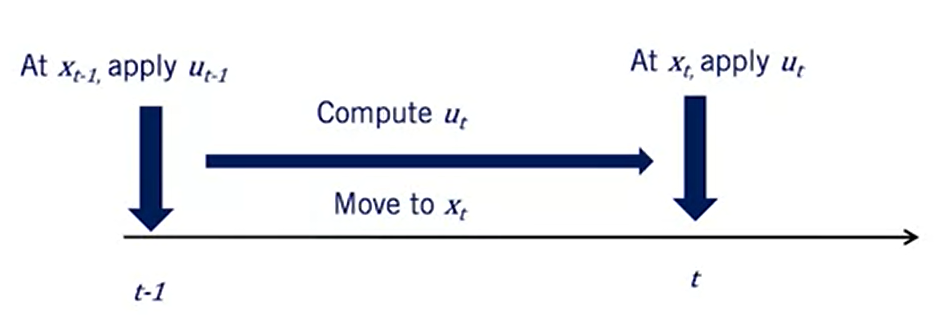 At x_{t-1,} apply u_{t-1}
At x_{t,} apply u_t
Compute u_t
Move to x_t
t-1
t